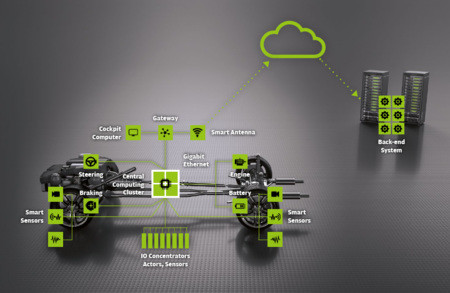 Gateway
Cockpit
Computer
Smart Antenna
Back-end
System
Gigabit
Ethernet
Steering
Central
Computing
Cluster
Engine
Braking
Battery
Smart
Sensors
Smart
Sensors
IO Concentrators
Actors, Sensors